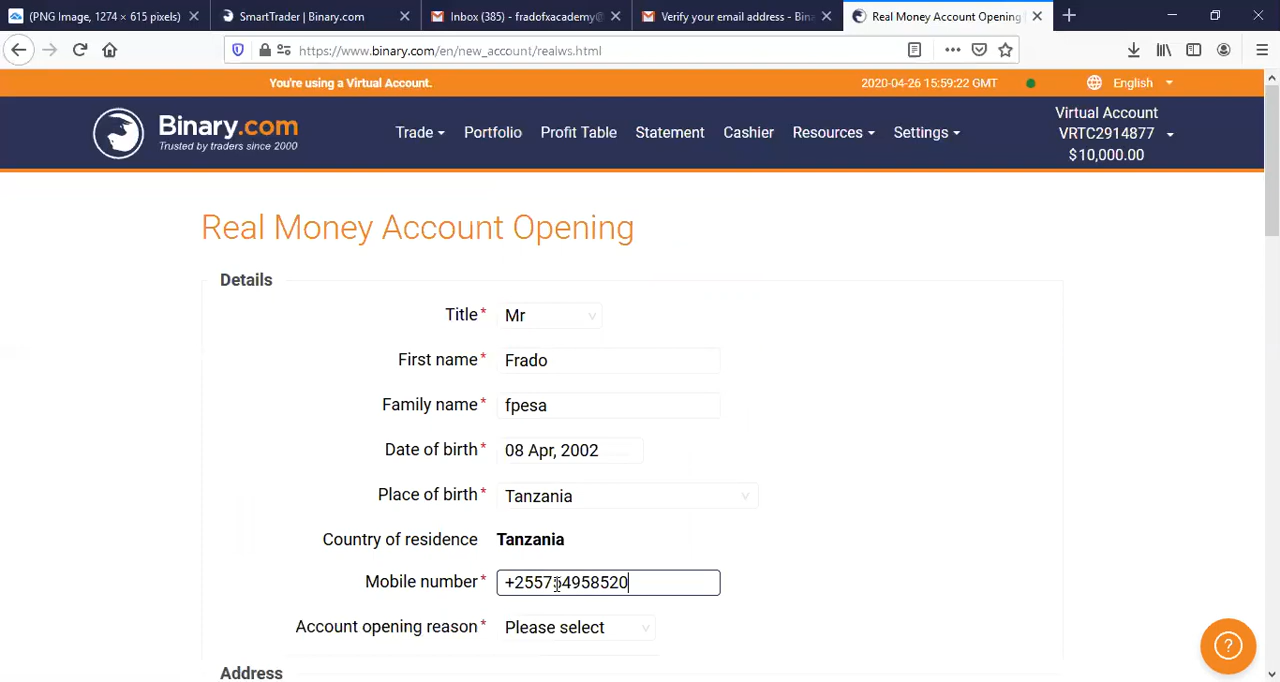 (PNG Image, 1274 × 615 pixels)
SmartTrader | Binary.com
Inbox (385) - fradofxacademy@
Verify your email address - Bin
Real Money Account Opening
https://www.binary.com/en/new_account/realws.html
You're using a Virtual Account.
2020-04-26 15:59:22 GMT
English
Binary.com
Trusted by traders since 2000
Trade
Portfolio
Profit Table
Statement
Cashier
Resources
Settings
Virtual Account
VRTC2914877
$10,000.00
Real Money Account Opening
Details
Title* Mr
First name* Frado
Family name* fpesa
Date of birth* 08 Apr, 2002
Place of birth* Tanzania
Country of residence Tanzania
Mobile number*
Account opening reason* Please select
Address
?